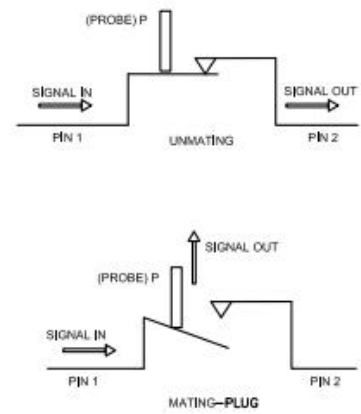 (PROBE) P
SIGNAL IN
SIGNAL OUT
PIN 1
UNMATING
PIN 2
SIGNAL OUT
(PROBE) P
SIGNAL IN
PIN 1
PIN 2
MATING—PLUG